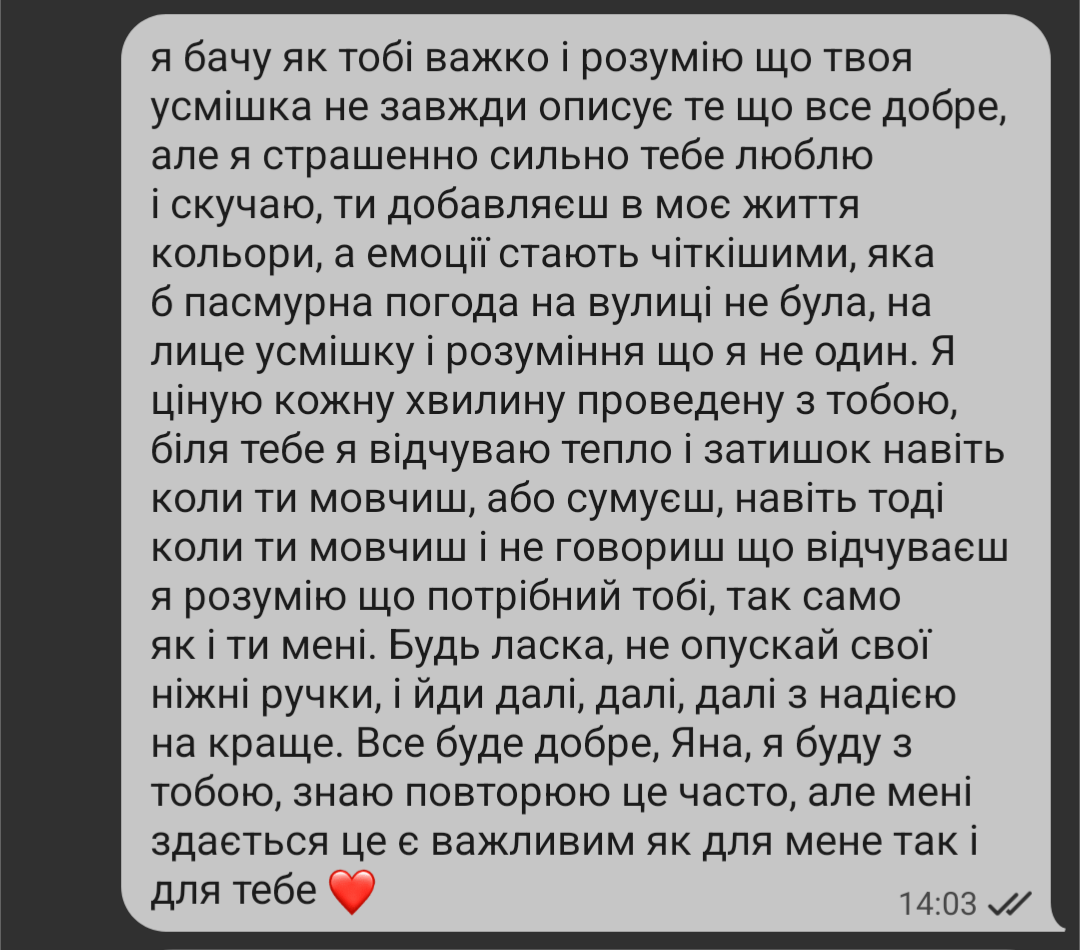 я бачу як тобі важко і розумію що твоя
усмішка не завжди описує те що все добре,
але я страшенно сильно тебе люблю
і скучаю, ти добавляєш в моє життя
кольори, а емоції стають чіткішими, яка
б пасмурна погода на вулиці не була, на
лице усмішку і розуміння що я не один. Я
ціную кожну хвилину проведену з тобою,
біля тебе я відчуваю тепло і затишок навіть
коли ти мовчиш, або сумуєш, навіть тоді
коли ти мовчиш і не говориш що відчуваєш
я розумію що потрібний тобі, так само
як і ти мені. Будь ласка, не опускай свої
ніжні ручки, і йди далі, далі, далі з надією
на краще. Все буде добре, Яна, я буду з
тобою, знаю повторюю це часто, але мені
здається це є важливим як для мене так і
для тебе ❤️
14:03